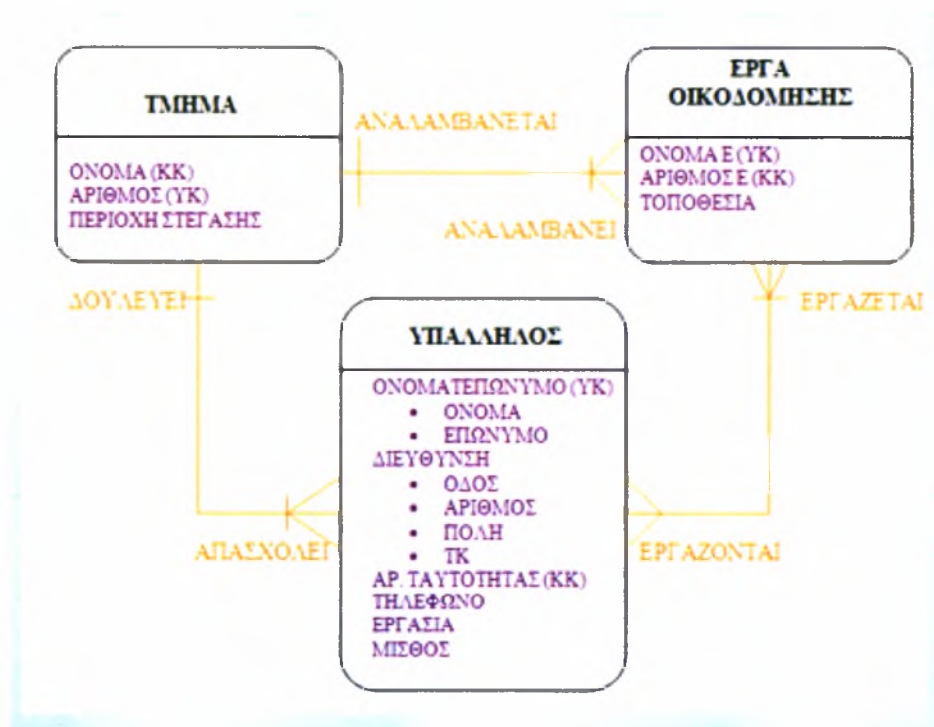 ΤΜΗΜΑ
ΟΝΟΜΑ (ΚΚ)
ΑΡΙΘΜΟΣ (ΥΚ)
ΠΕΡΙΟΧΗ ΣΤΕΓΑΣΗΣ
ΑΝΑΛΑΜΒΑΝΕΤΑΙ
ΑΝΑΛΑΜΒΑΝΕΙ
ΕΡΓΑ
ΟΙΚΟΔΟΜΗΣΗΣ
ΟΝΟΜΑ Ε (ΥΚ)
ΑΡΙΘΜΟΣ Ε (ΚΚ)
ΤΟΠΟΘΕΣΙΑ
ΔΟΥΛΕΥΕΙ
ΕΡΓΑΖΕΤΑΙ
ΥΠΑΛΛΗΛΟΣ
ΟΝΟΜΑΤΕΠΩΝΥΜΟ (ΥΚ)
• ΟΝΟΜΑ
• ΕΠΩΝΥΜΟ
ΔΙΕΥΘΥΝΣΗ
• ΟΔΟΣ
• ΑΡΙΘΜΟΣ
• ΠΟΛΗ
• ΤΚ
ΑΡ. ΤΑΥΤΟΤΗΤΑΣ (ΚΚ)
ΤΗΛΕΦΩΝΟ
ΕΡΓΑΣΙΑ
ΜΙΣΘΟΣ
ΑΠΑΣΧΟΛΕΙ
ΕΡΓΑΖΟΝΤΑΙ